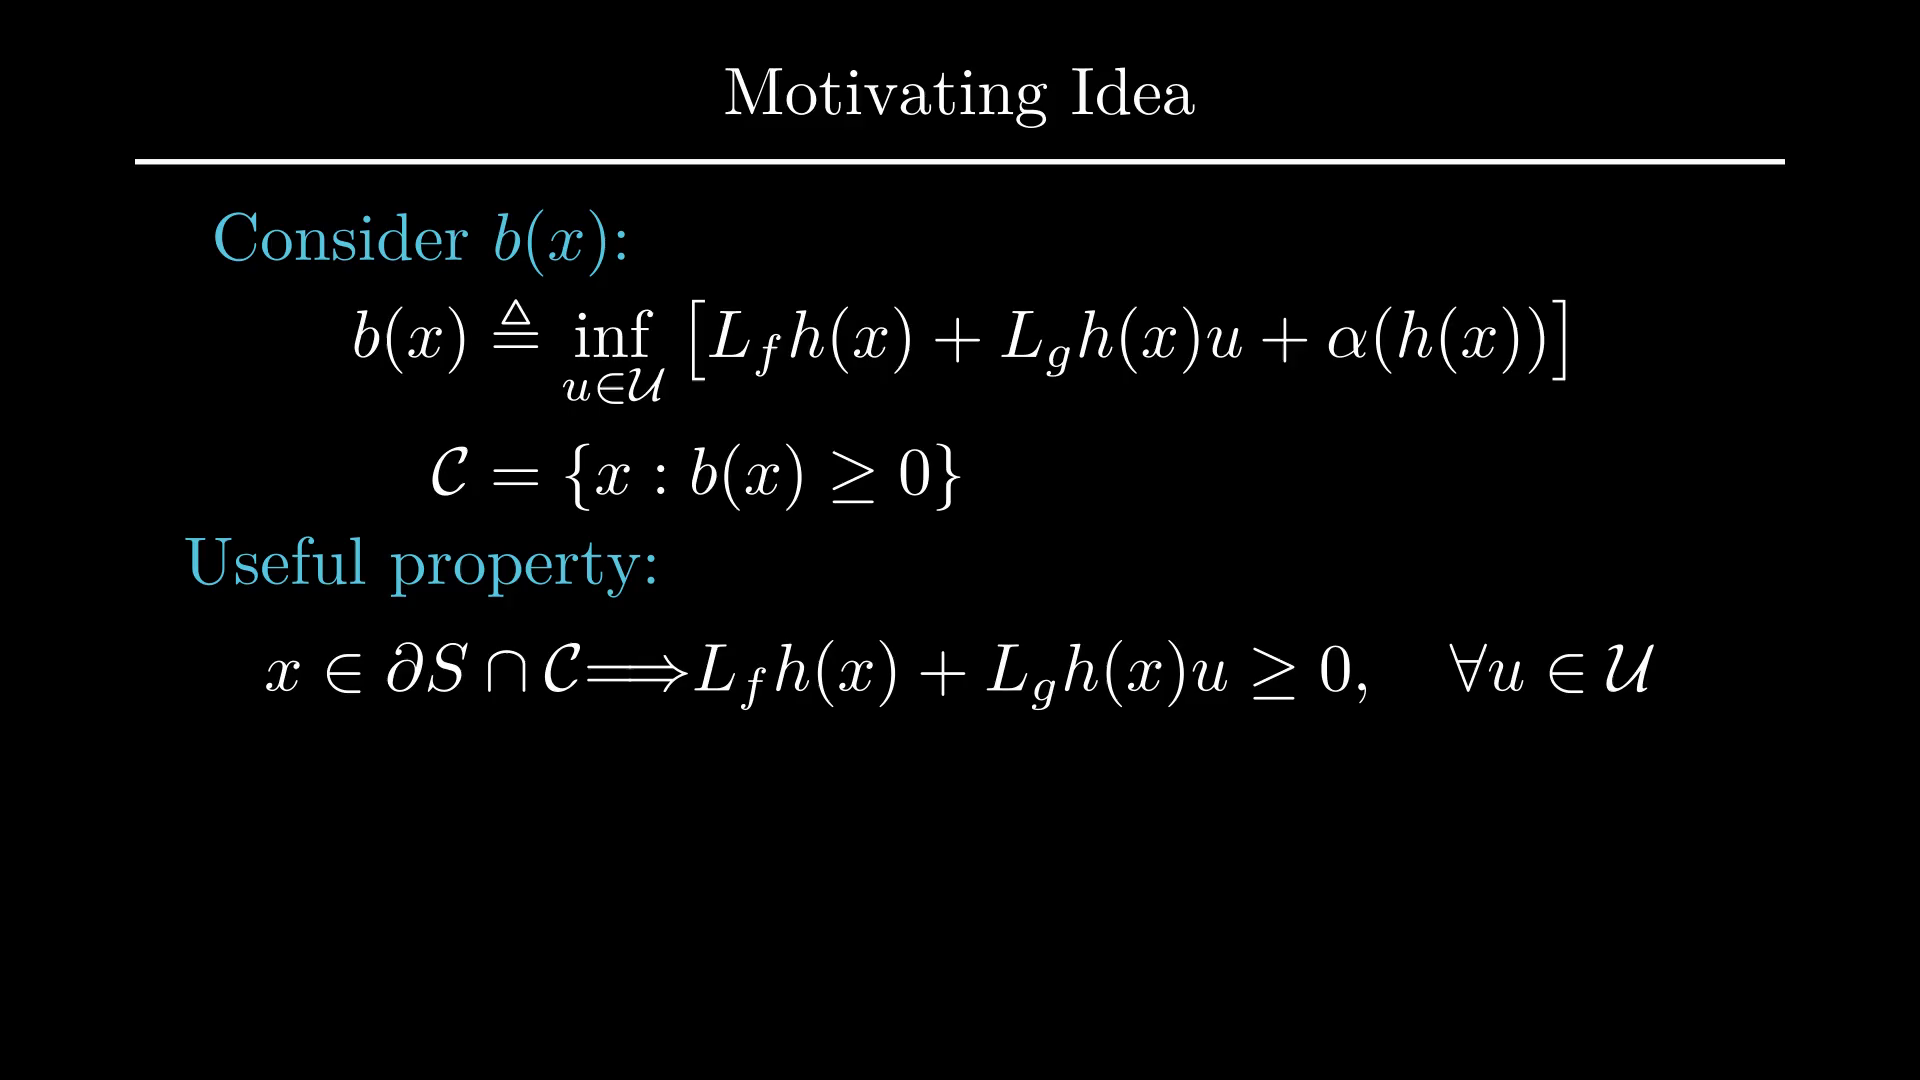 Motivating Idea
Consider b(x):
b(x) ≜ inf_{u∈𝒰} [L_f h(x) + L_g h(x)u + α(h(x))]
𝒞 = {x : b(x) ≥ 0}
Useful property:
x ∈ ∂S ∩ 𝒞 ⟹ L_f h(x) + L_g h(x)u ≥ 0, ∀u ∈ 𝒰